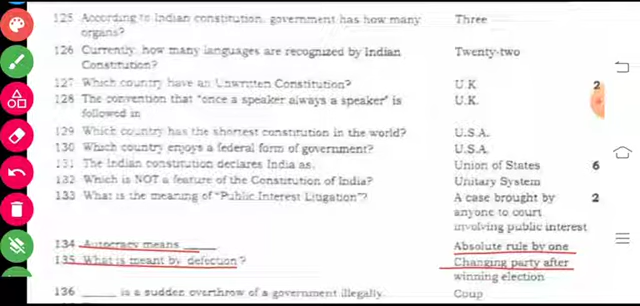 125 According to Indian constitution, government has how many Three
organs?
126 Currently, how many languages are recognized by Indian Twenty-two
Constitution?
127 Which country have an Unwritten Constitution? U.K 2
128 The convention that "once a speaker always a speaker" is U.K.
followed in
129 Which country has the shortest constitution in the world? U.S.A.
130 Which country enjoys a federal form of government? U.S.A.
131 The Indian constitution declares India as, Union of States 6
132 Which is NOT a feature of the Constitution of India? Unitary System
133 What is the meaning of "Public Interest Litigation"? A case brought by 2
anyone to court
involving public interest
134 Autocracy means ____ Absolute rule by one
135 What is meant by defection? Changing party after
winning election
136 ____ is a sudden overthrow of a government illegally. Coup